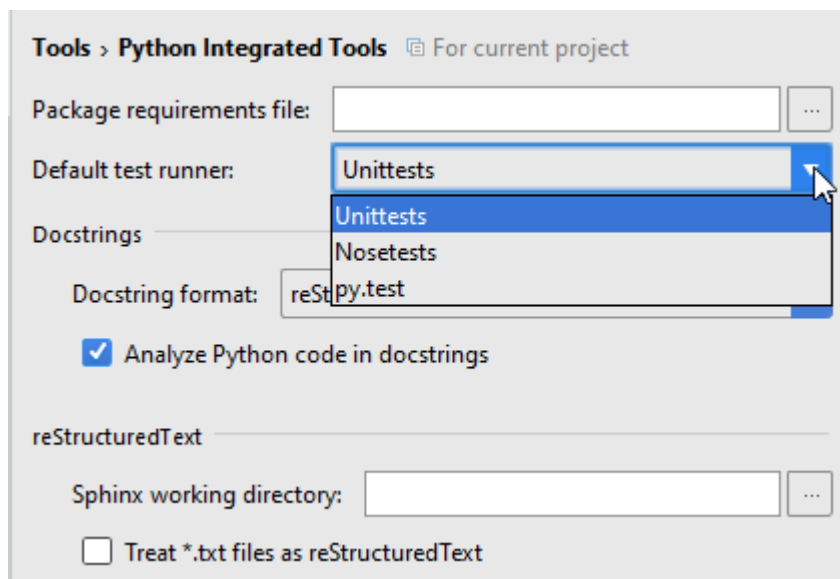 Tools › Python Integrated Tools For current project
Package requirements file: ...
Default test runner: Unittests
Unittests
Docstrings
Nosetests
Docstring format: reSt
py.test
Analyze Python code in docstrings
reStructuredText
Sphinx working directory: ...
Treat *.txt files as reStructuredText